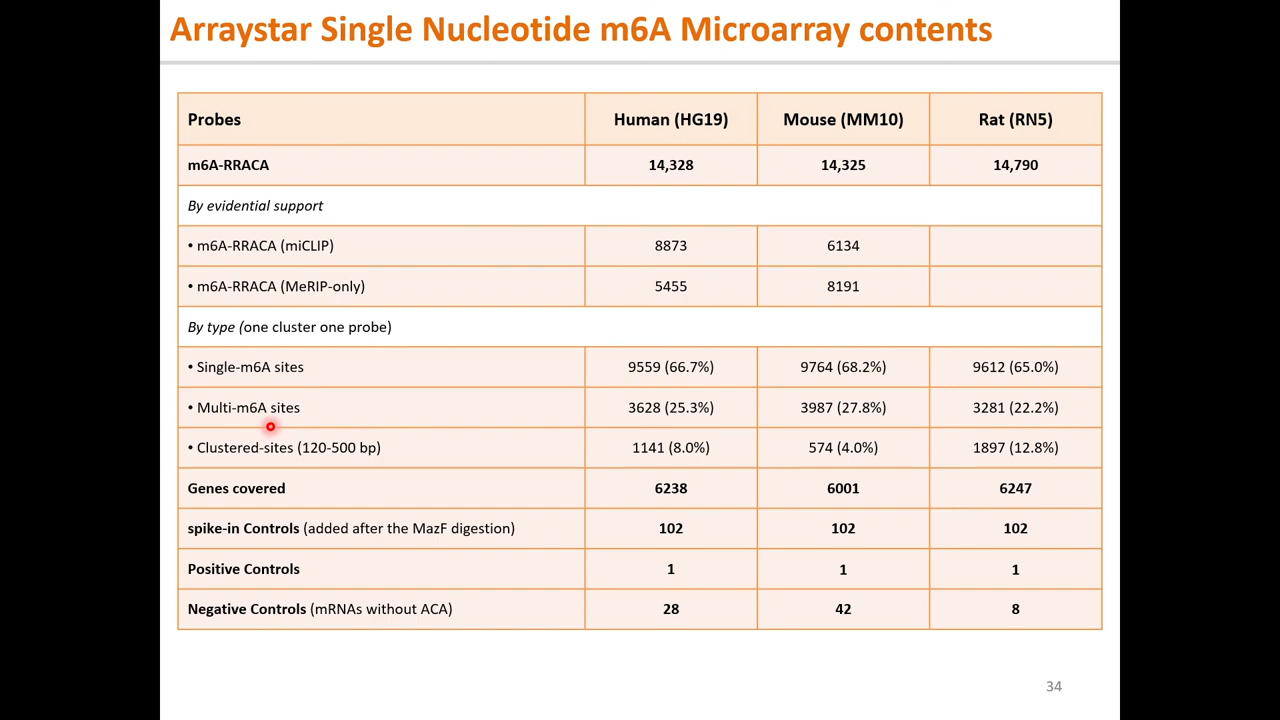 Arraystar Single Nucleotide m6A Microarray contents
Probes Human (HG19) Mouse (MM10) Rat (RN5)
m6A-RRACA 14,328 14,325 14,790
By evidential support
• m6A-RRACA (miCLIP) 8873 6134
• m6A-RRACA (MeRIP-only) 5455 8191
By type (one cluster one probe)
• Single-m6A sites 9559 (66.7%) 9764 (68.2%) 9612 (65.0%)
• Multi-m6A sites 3628 (25.3%) 3987 (27.8%) 3281 (22.2%)
• Clustered-sites (120-500 bp) 1141 (8.0%) 574 (4.0%) 1897 (12.8%)
Genes covered 6238 6001 6247
spike-in Controls (added after the MazF digestion) 102 102 102
Positive Controls 1 1 1
Negative Controls (mRNAs without ACA) 28 42 8
34